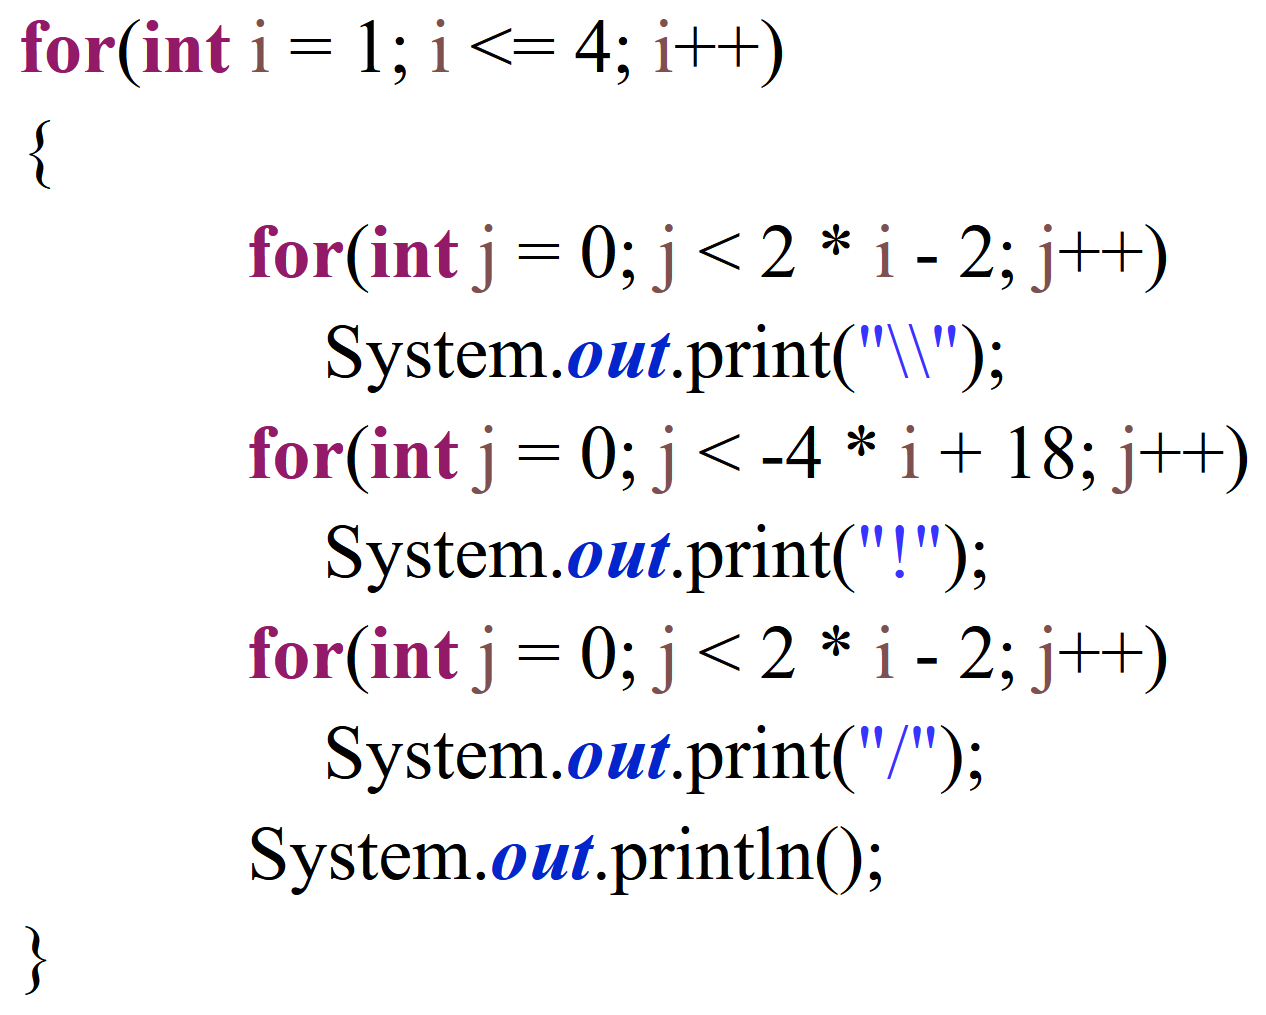 for(int i = 1; i <= 4; i++)
{
for(int j = 0; j < 2 * i - 2; j++)
System.out.print("\\");
for(int j = 0; j < -4 * i + 18; j++)
System.out.print("!");
for(int j = 0; j < 2 * i - 2; j++)
System.out.print("/");
System.out.println();
}